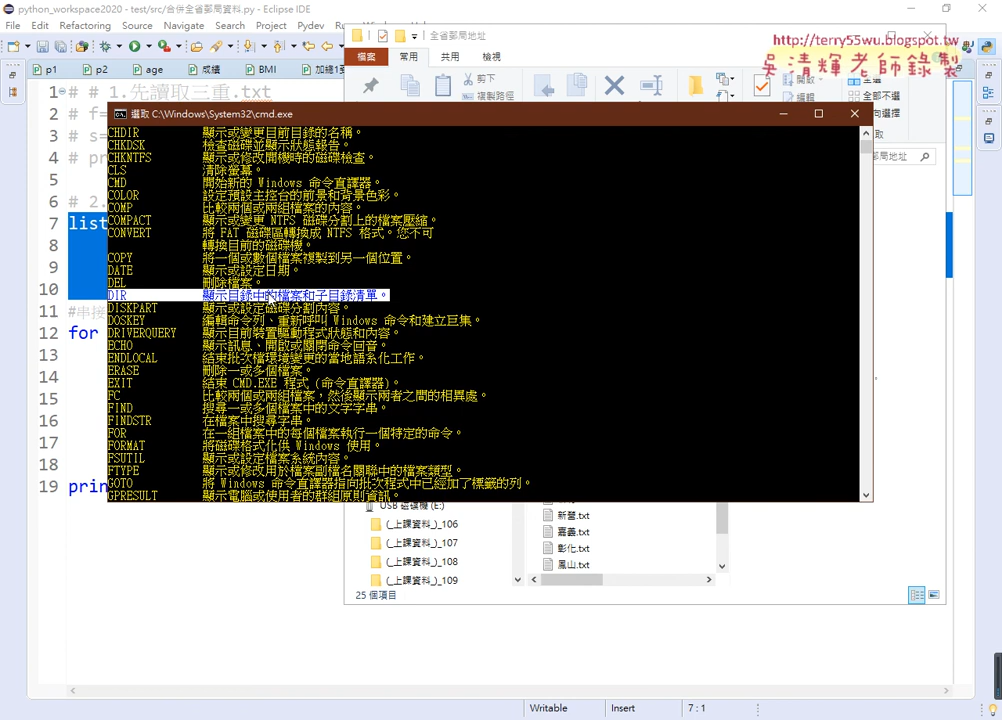 python_workspace2020 - test/src/合併全省郵局資料.py - Eclipse IDE
File Edit Refactoring Source Navigate Search Project Pydev Ru
全省郵局地址
http://terry55wu.blogspot.tw
吳清輝老師錄製
檔案 常用 共用 檢視
剪下
複製路徑
全部不選
p1 p2 age 成績 BMI
郵局地址
1 # # 1.先讀取三重.txt
2 # f=
3 # s=
4 # pr
5
6 # 2.
7 list
8
9
10
11 #串接
12 for
13
14
15
16
17
18
19 prin
選取 C:\Windows\System32\cmd.exe
CHDIR 顯示或變更目前目錄的名稱。
CHKDSK 檢查磁碟並顯示狀態報告。
CHKNTFS 顯示或修改開機時的磁碟檢查。
CLS 清除螢幕。
CMD 開始新的 Windows 命令直譯器。
COLOR 設定預設主控台的前景和背景色彩。
COMP 比較兩個或兩組檔案的內容。
COMPACT 顯示或變更 NTFS 磁碟分割上的檔案壓縮。
CONVERT 將 FAT 磁碟區轉換成 NTFS 格式。您不可
轉換目前的磁碟機。
COPY 將一個或數個檔案複製到另一個位置。
DATE 顯示或設定日期。
DEL 刪除檔案。
DIR 顯示目錄中的檔案和子目錄清單。
DISKPART 顯示或設定磁碟分割內容。
DOSKEY 編輯命令列、重新呼叫 Windows 命令和建立巨集。
DRIVERQUERY 顯示目前裝置驅動程式狀態和內容。
ECHO 顯示訊息、開啟或關閉命令回音。
ENDLOCAL 結束批次檔環境變更的當地語系化工作。
ERASE 刪除一或多個檔案。
EXIT 結束 CMD.EXE 程式 (命令直譯器)。
FC 比較兩個或兩組檔案，然後顯示兩者之間的相異處。
FIND 搜尋一或多個檔案中的文字字串。
FINDSTR 在檔案中搜尋字串。
FOR 在一組檔案中的每個檔案執行一個特定的命令。
FORMAT 將磁碟格式化供 Windows 使用。
FSUTIL 顯示或設定檔案系統內容。
FTYPE 顯示或修改用於檔案副檔名關聯中的檔案類型。
GOTO 將 Windows 命令直譯器指向批次程式中已經加了標籤的列。
GPRESULT 顯示電腦或使用者的群組原則資訊。
USB 磁碟機 (E:)
(_上課資料_)_106
(_上課資料_)_107
(_上課資料_)_108
(_上課資料_)_109
新營.txt
嘉義.txt
彰化.txt
鳳山.txt
25 個項目
Writable Insert 7 : 1